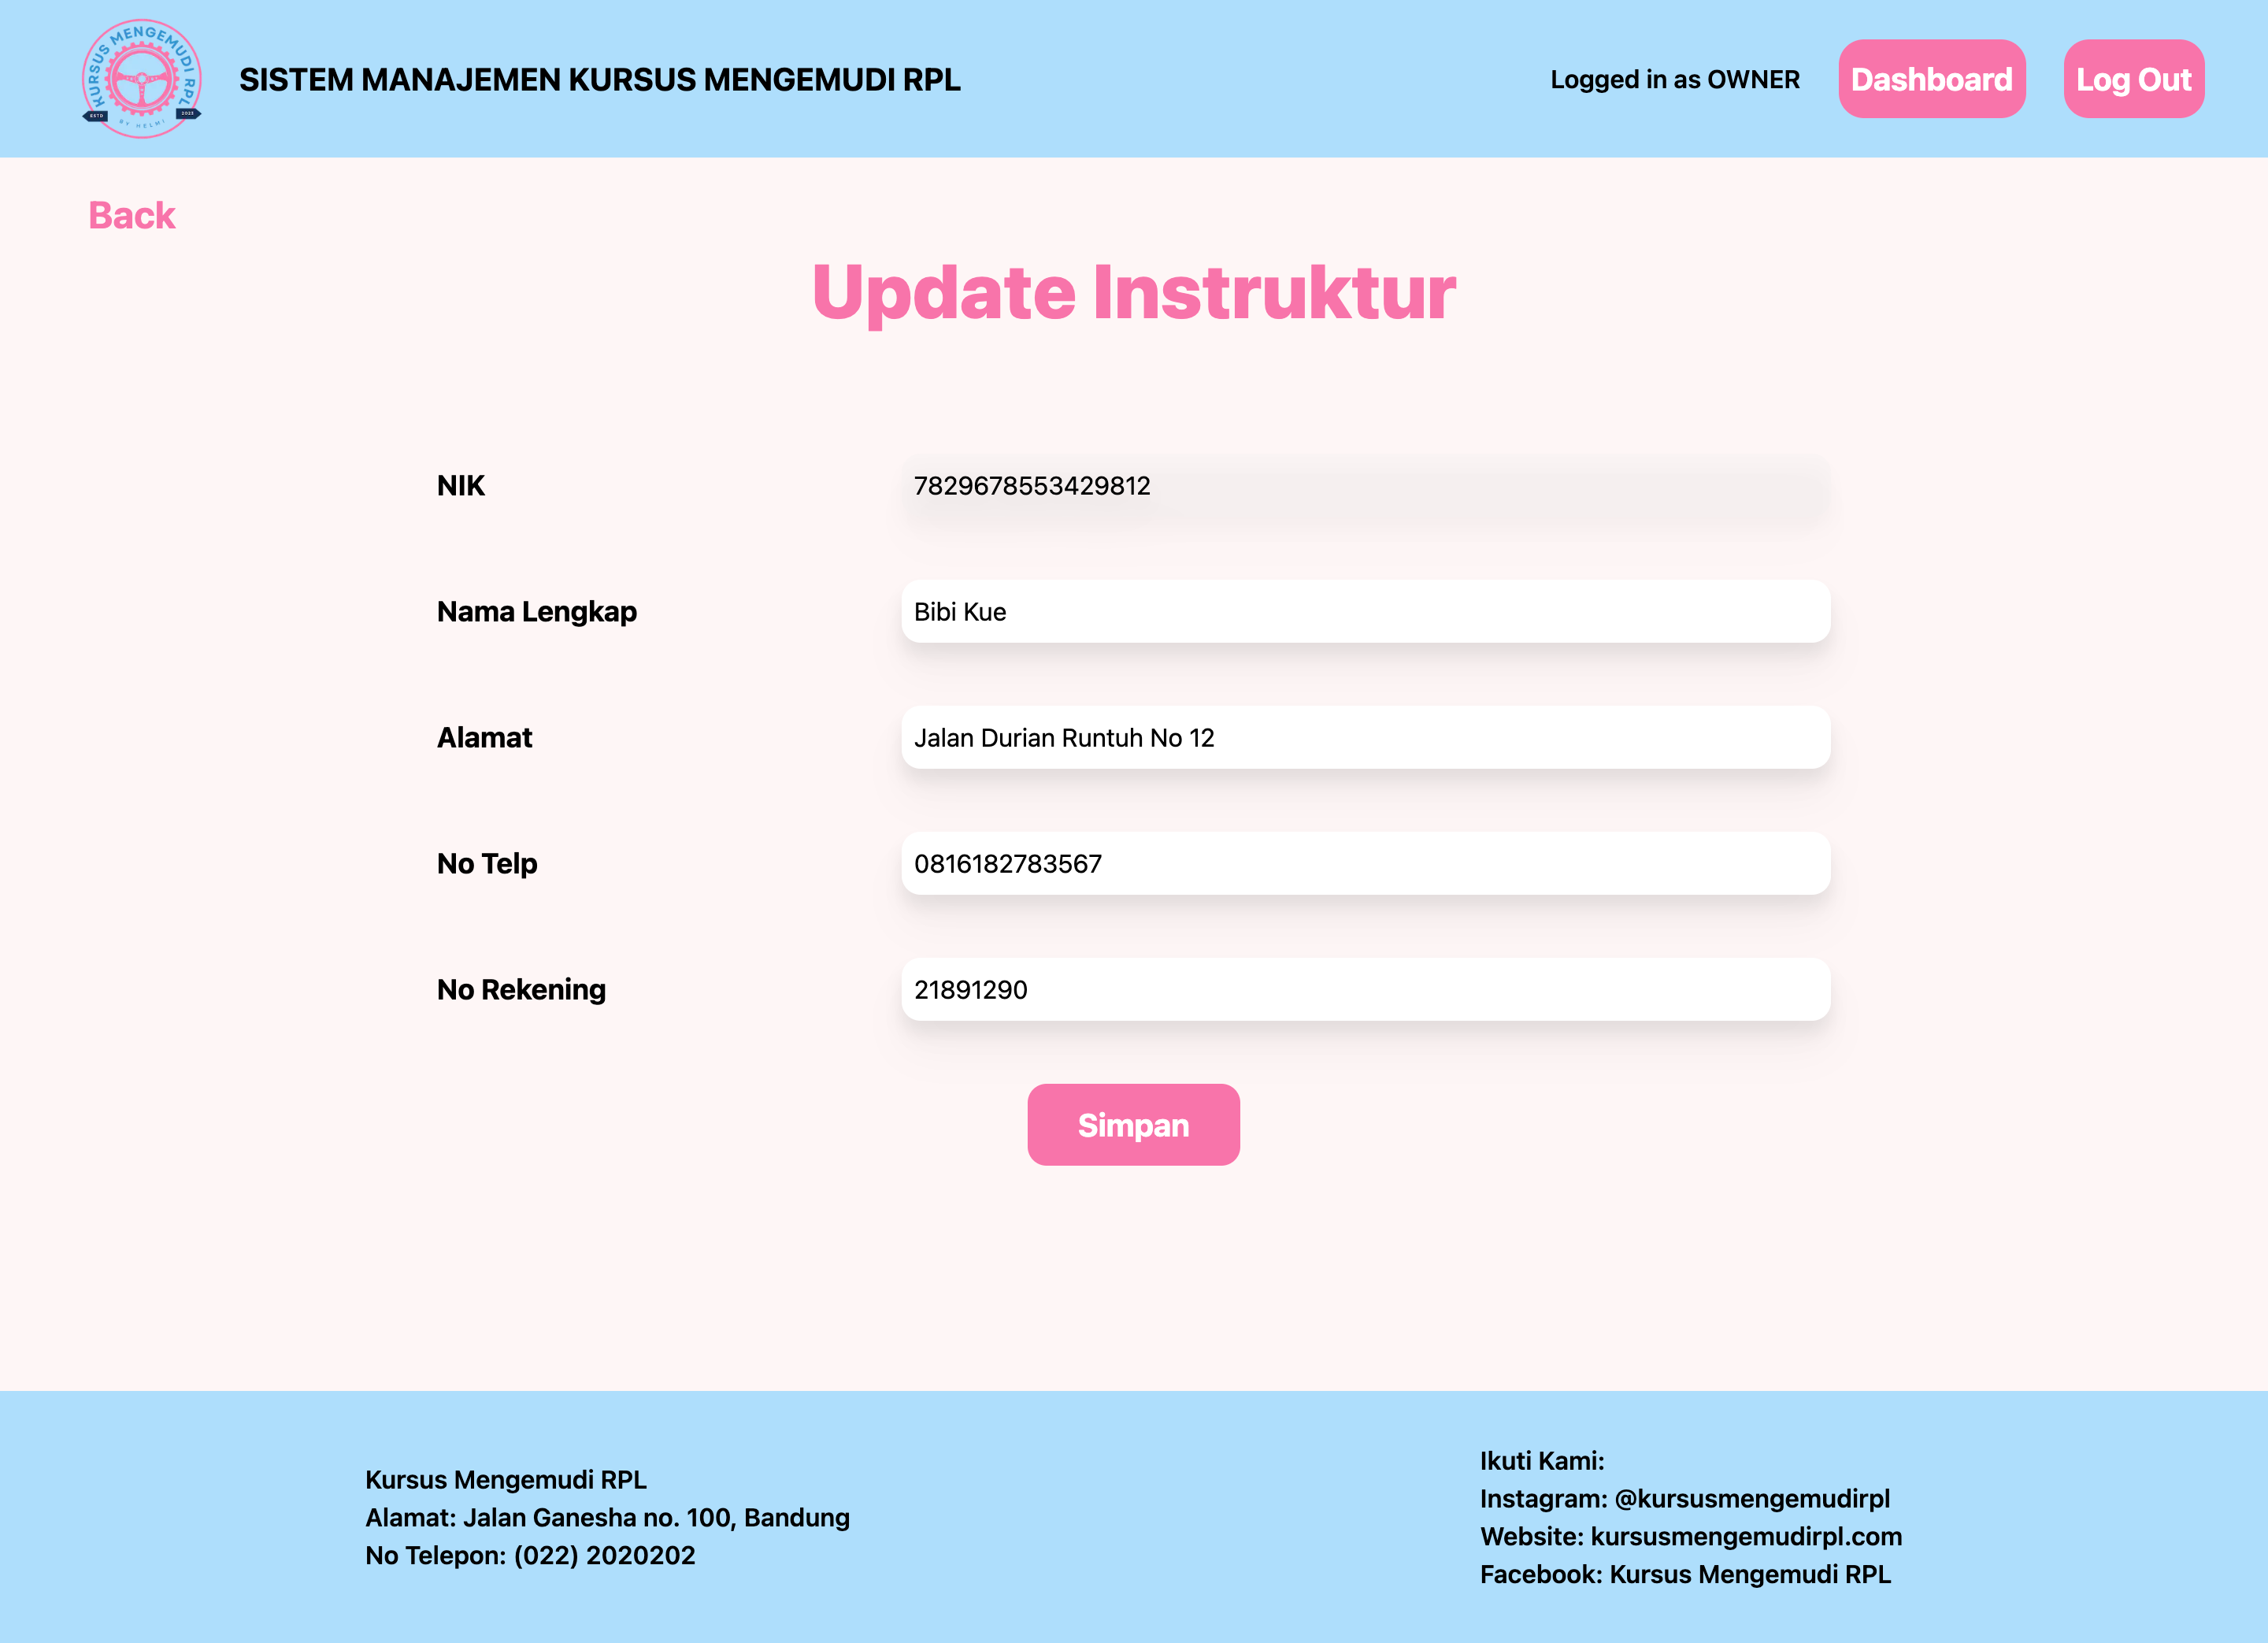 KURSUS MENGEMUDI RPL
ESTD
2023
BY HELMI
SISTEM MANAJEMEN KURSUS MENGEMUDI RPL
Logged in as OWNER
Dashboard
Log Out
Back
Update Instruktur
NIK
7829678553429812
Nama Lengkap
Bibi Kue
Alamat
Jalan Durian Runtuh No 12
No Telp
0816182783567
No Rekening
21891290
Simpan
Kursus Mengemudi RPL
Alamat: Jalan Ganesha no. 100, Bandung
No Telepon: (022) 2020202
Ikuti Kami:
Instagram: @kursusmengemudirpl
Website: kursusmengemudirpl.com
Facebook: Kursus Mengemudi RPL